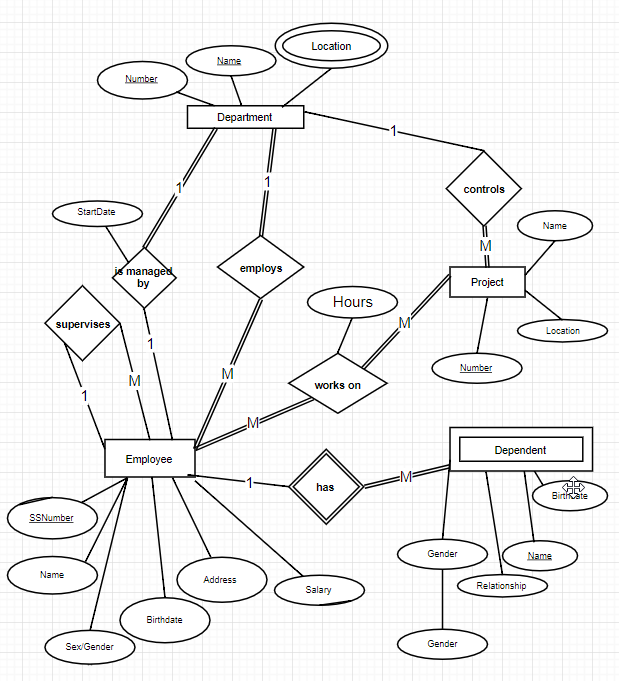 Location
Name
Number
Department
1
controls
1
1
StartDate
Name
M
is managed
by
employs
Project
Hours
supervises
M
Location
1
Number
M
M
works on
1
M
Employee
Dependent
1
has
M
Birthdate
SSNumber
Gender
Name
Name
Address
Relationship
Salary
Birthdate
Sex/Gender
Gender